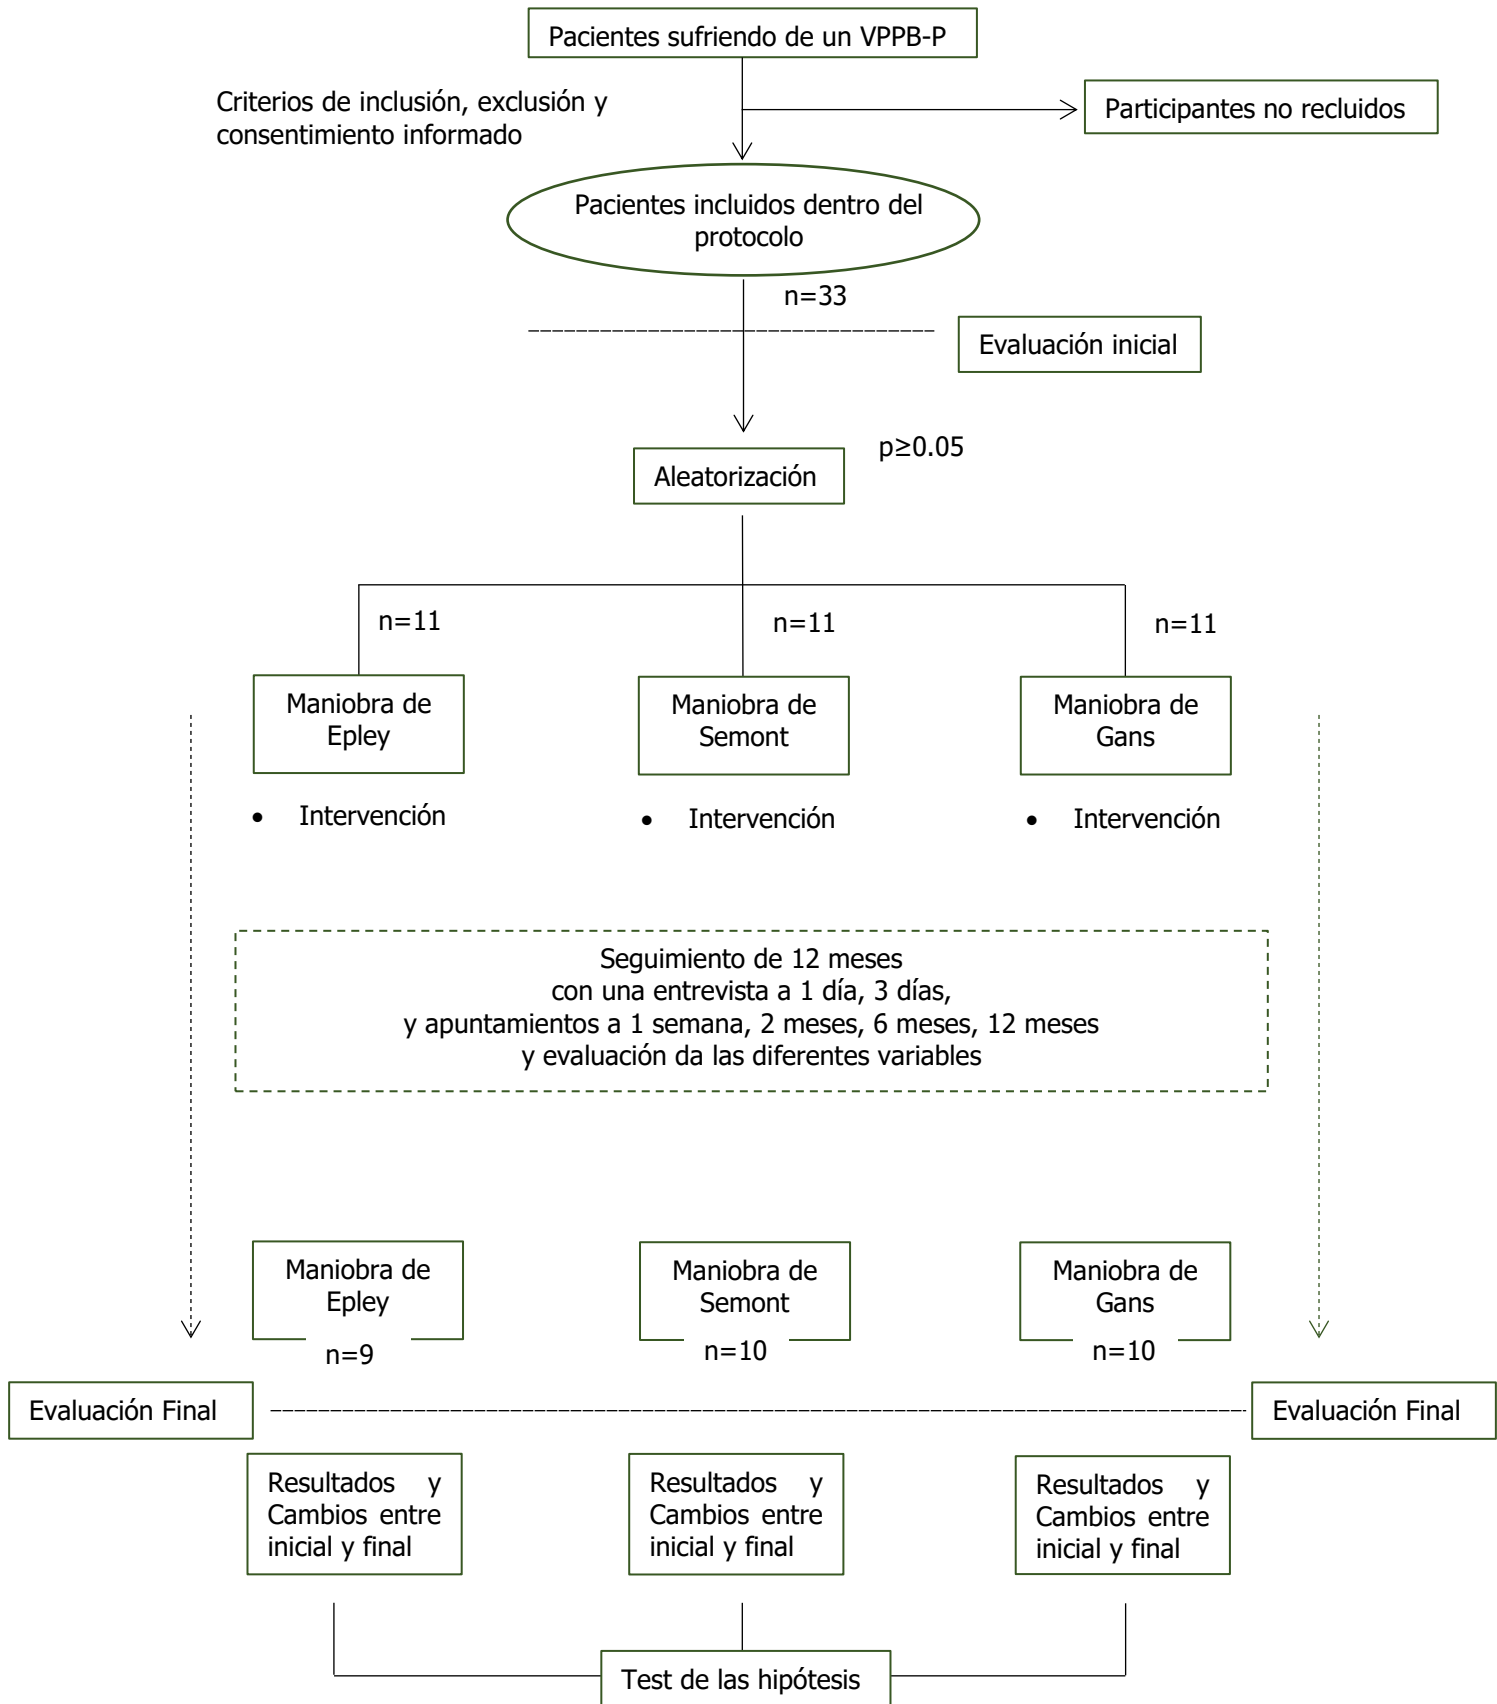 Pacientes sufriendo de un VPPB-P
Criterios de inclusión, exclusión y
consentimiento informado
Participantes no recluidos
Pacientes incluidos dentro del
protocolo
n=33
Evaluación inicial
p≥0.05
Aleatorización
n=11
n=11
n=11
Maniobra de
Epley
Maniobra de
Semont
Maniobra de
Gans
• Intervención
• Intervención
• Intervención
Seguimiento de 12 meses
con una entrevista a 1 día, 3 días,
y apuntamientos a 1 semana, 2 meses, 6 meses, 12 meses
y evaluación da las diferentes variables
Maniobra de
Epley
n=9
Maniobra de
Semont
n=10
Maniobra de
Gans
n=10
Evaluación Final
Evaluación Final
Resultados y
Cambios entre
inicial y final
Resultados y
Cambios entre
inicial y final
Resultados y
Cambios entre
inicial y final
Test de las hipótesis